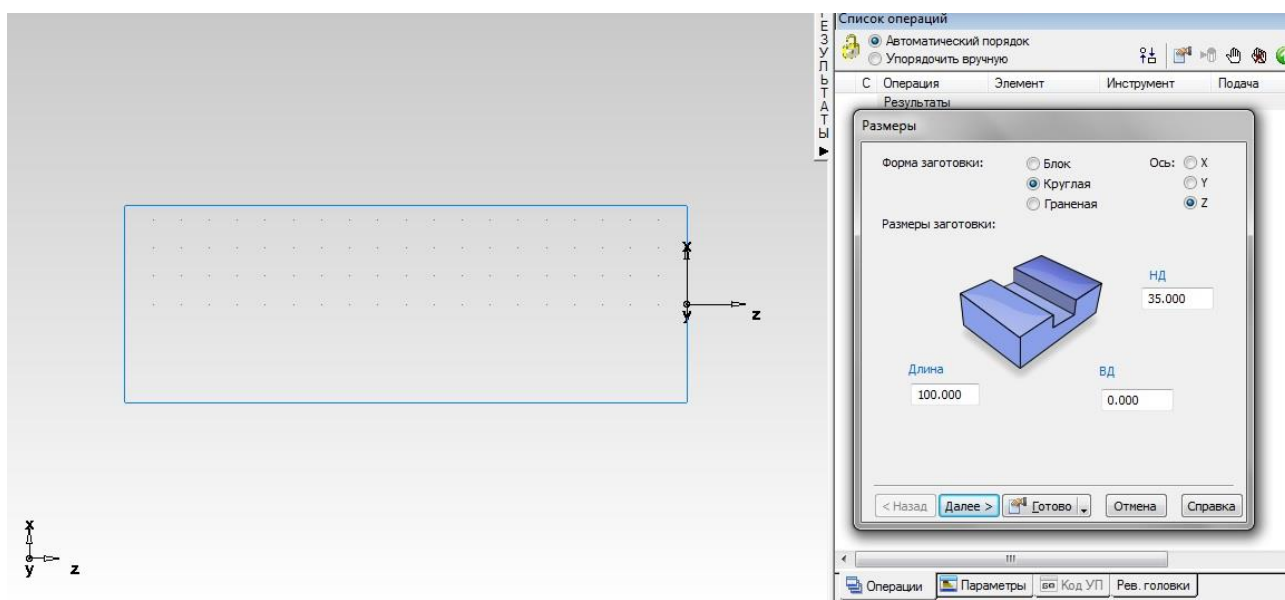 ЕЗУЛЬТАТЫ
x
y
z
x
y
z
Список операций
Автоматический порядок
Упорядочить вручную
С Операция Элемент Инструмент Подача
Результаты
Размеры
Форма заготовки:
Блок
Круглая
Граненая
Ось:
X
Y
Z
Размеры заготовки:
НД
35.000
Длина
100.000
ВД
0.000
< Назад Далее > Готово Отмена Справка
Операции Параметры Код УП Рев. головки